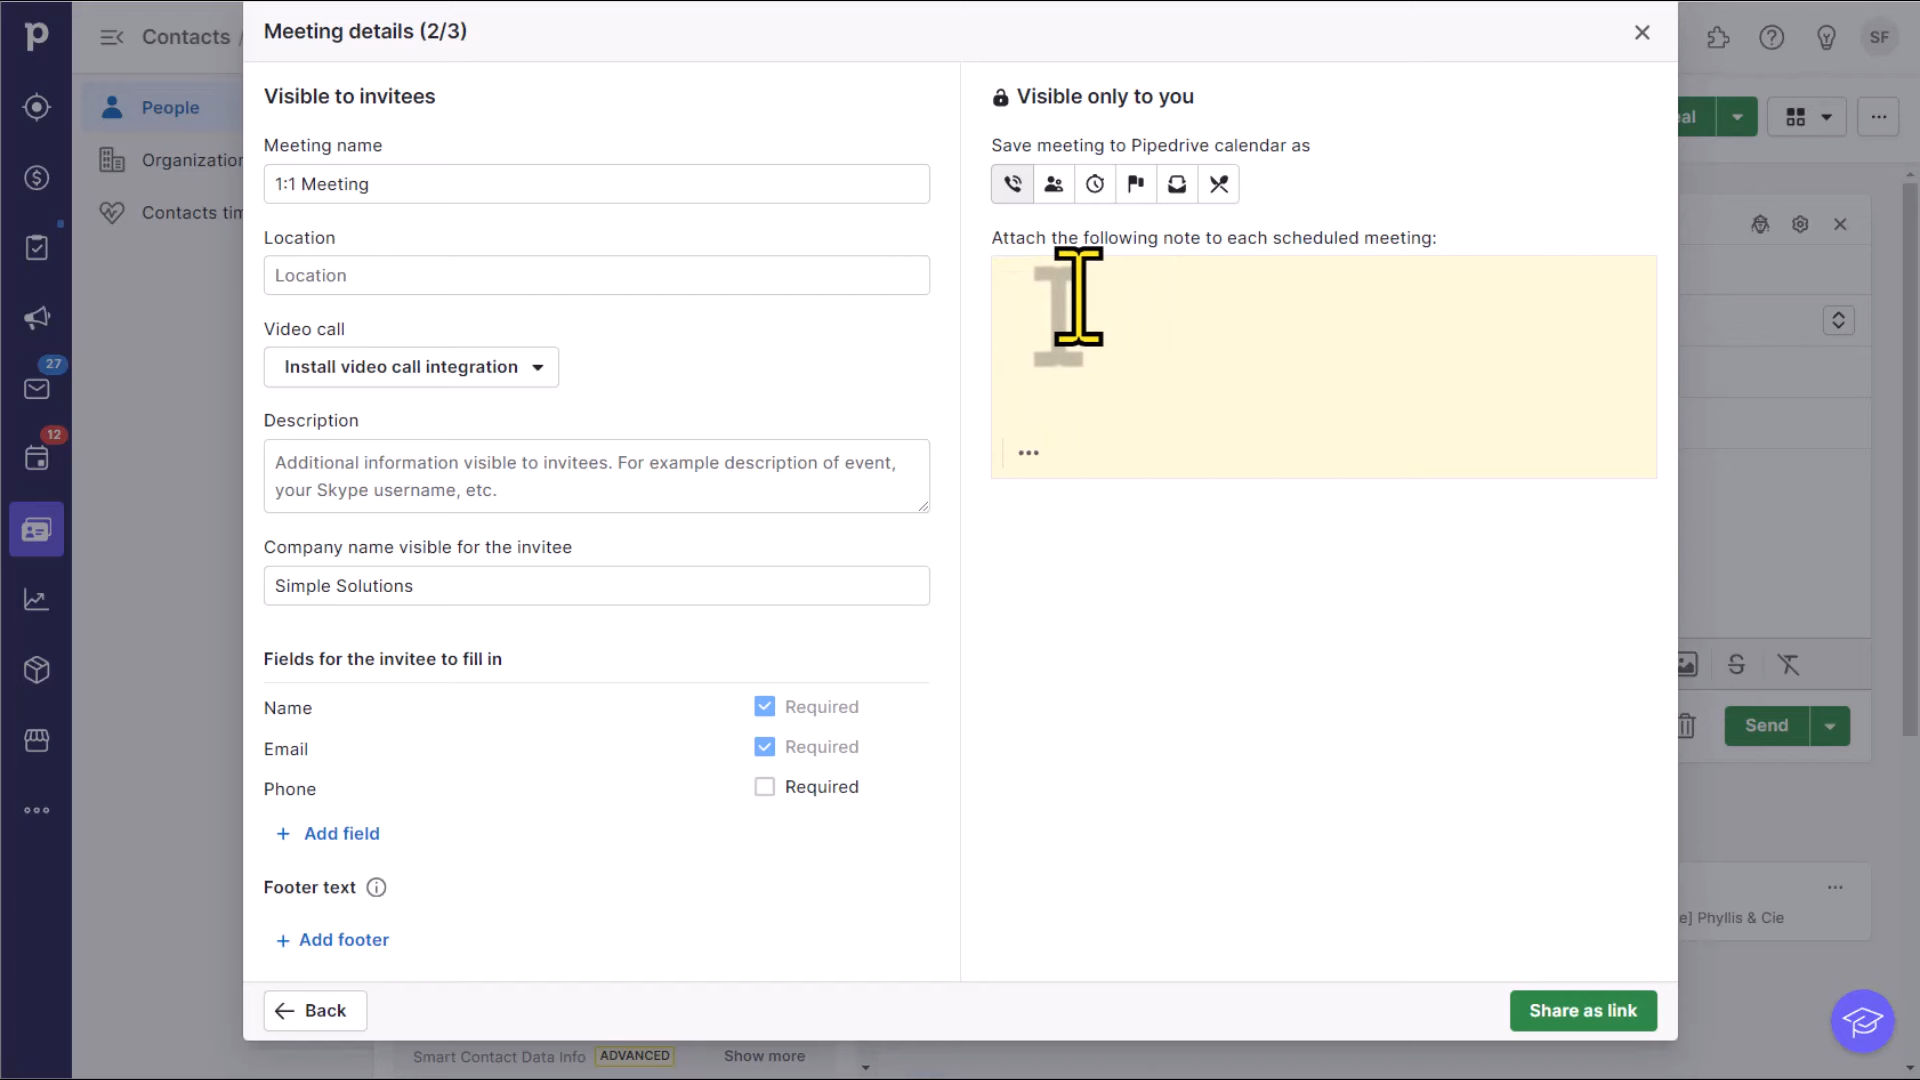 Meeting details (2/3)
Contacts /
SF
People
Organization
Contacts tim
27
12
Visible to invitees
Meeting name
1:1 Meeting
Location
Location
Video call
Install video call integration
Description
Additional information visible to invitees. For example description of event,
your Skype username, etc.
Company name visible for the invitee
Simple Solutions
Fields for the invitee to fill in
Name Required
Email Required
Phone Required
+ Add field
Footer text
+ Add footer
Back
Visible only to you
Save meeting to Pipedrive calendar as
Attach the following note to each scheduled meeting:
Share as link
al
Send
e] Phyllis & Cie
Smart Contact Data Info ADVANCED Show more